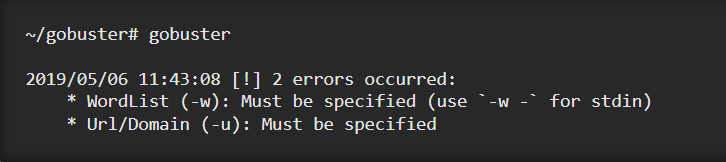 ~/gobuster# gobuster
2019/05/06 11:43:08 [!] 2 errors occurred:
* WordList (-w): Must be specified (use `-w -` for stdin)
* Url/Domain (-u): Must be specified